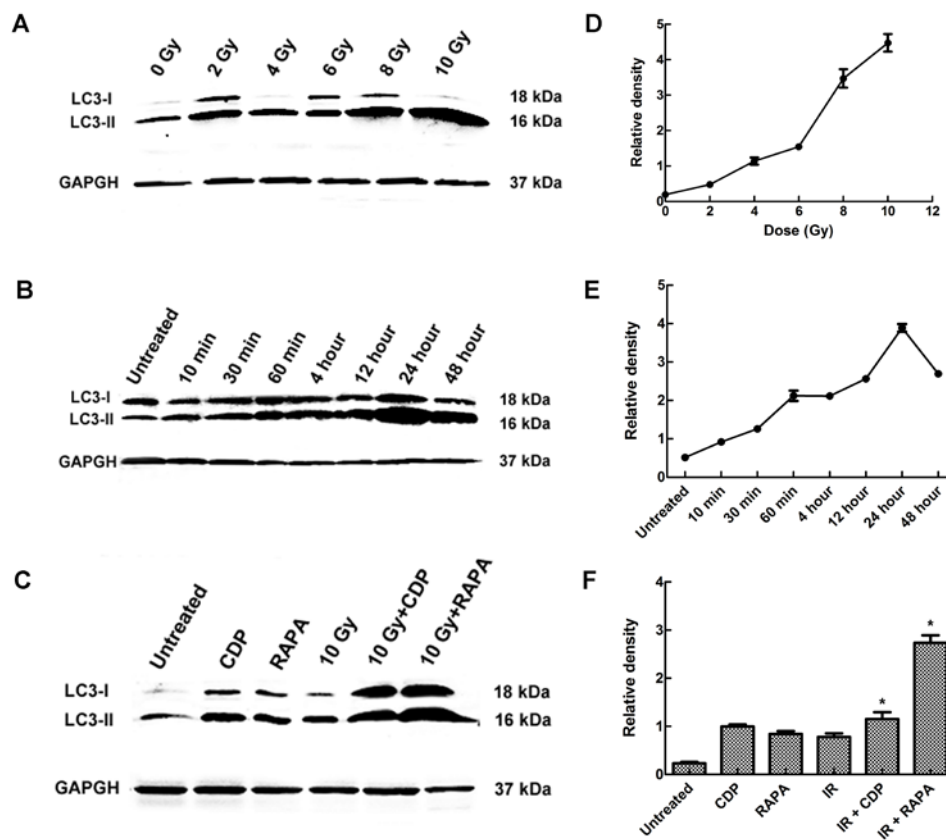 A
0 Gy 2 Gy 4 Gy 6 Gy 8 Gy 10 Gy
LC3-I 18 kDa
LC3-II 16 kDa
GAPGH 37 kDa
D
Relative density
5
4
3
2
1
0
0 2 4 6 8 10 12
Dose (Gy)
B
Untreated 10 min 30 min 60 min 4 hour 12 hour 24 hour 48 hour
LC3-I 18 kDa
LC3-II 16 kDa
GAPGH 37 kDa
E
Relative density
5
4
3
2
1
0
Untreated 10 min 30 min 60 min 4 hour 12 hour 24 hour 48 hour
C
Untreated CDP RAPA 10 Gy 10 Gy+CDP 10 Gy+RAPA
LC3-I 18 kDa
LC3-II 16 kDa
GAPGH 37 kDa
F
Relative density
4
3
2
1
0
* *
Untreated CDP RAPA IR IR + CDP IR + RAPA